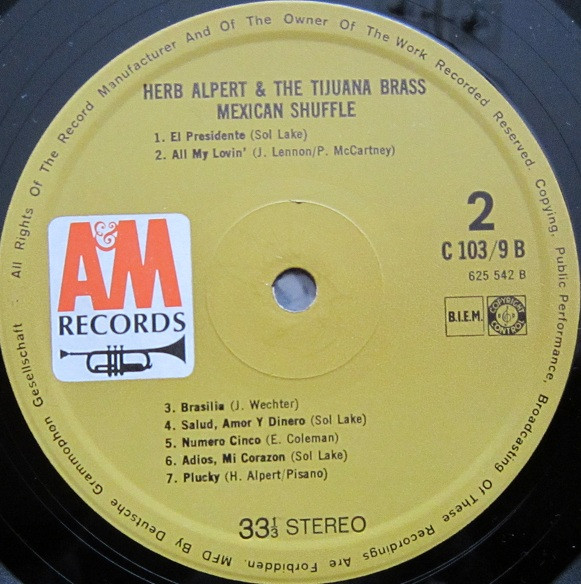 All Rights Of The Record Manufacturer And Of The Owner Of The Work Recorded Reserved. Copying, Public Performance, Broadcasting Of These Recordings Are Forbidden. MFD By Deutsche Grammophon Gesellschaft
HERB ALPERT & THE TIJUANA BRASS
MEXICAN SHUFFLE
1. El Presidente (Sol Lake)
2. All My Lovin' (J. Lennon/P. McCartney)
2
C 103/9 B
625 542 B
A&M
RECORDS
B.I.E.M.
COPYRIGHT
CONTROL
3. Brasilia (J. Wechter)
4. Salud, Amor Y Dinero (Sol Lake)
5. Numero Cinco (E. Coleman)
6. Adios, Mi Corazon (Sol Lake)
7. Plucky (H. Alpert/Pisano)
33⅓ STEREO